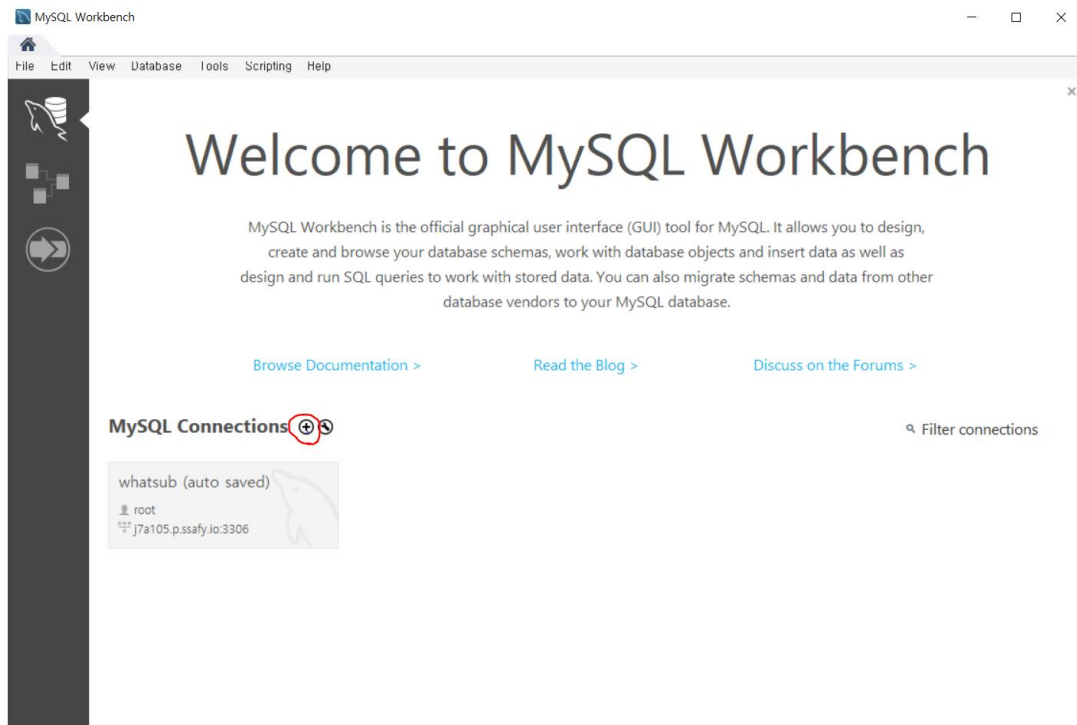 MySQL Workbench
File Edit View Database Tools Scripting Help
Welcome to MySQL Workbench
MySQL Workbench is the official graphical user interface (GUI) tool for MySQL. It allows you to design,
create and browse your database schemas, work with database objects and insert data as well as
design and run SQL queries to work with stored data. You can also migrate schemas and data from other
database vendors to your MySQL database.
Browse Documentation > Read the Blog > Discuss on the Forums >
MySQL Connections Filter connections
whatsub (auto saved)
root
j7a105.p.ssafy.io:3306